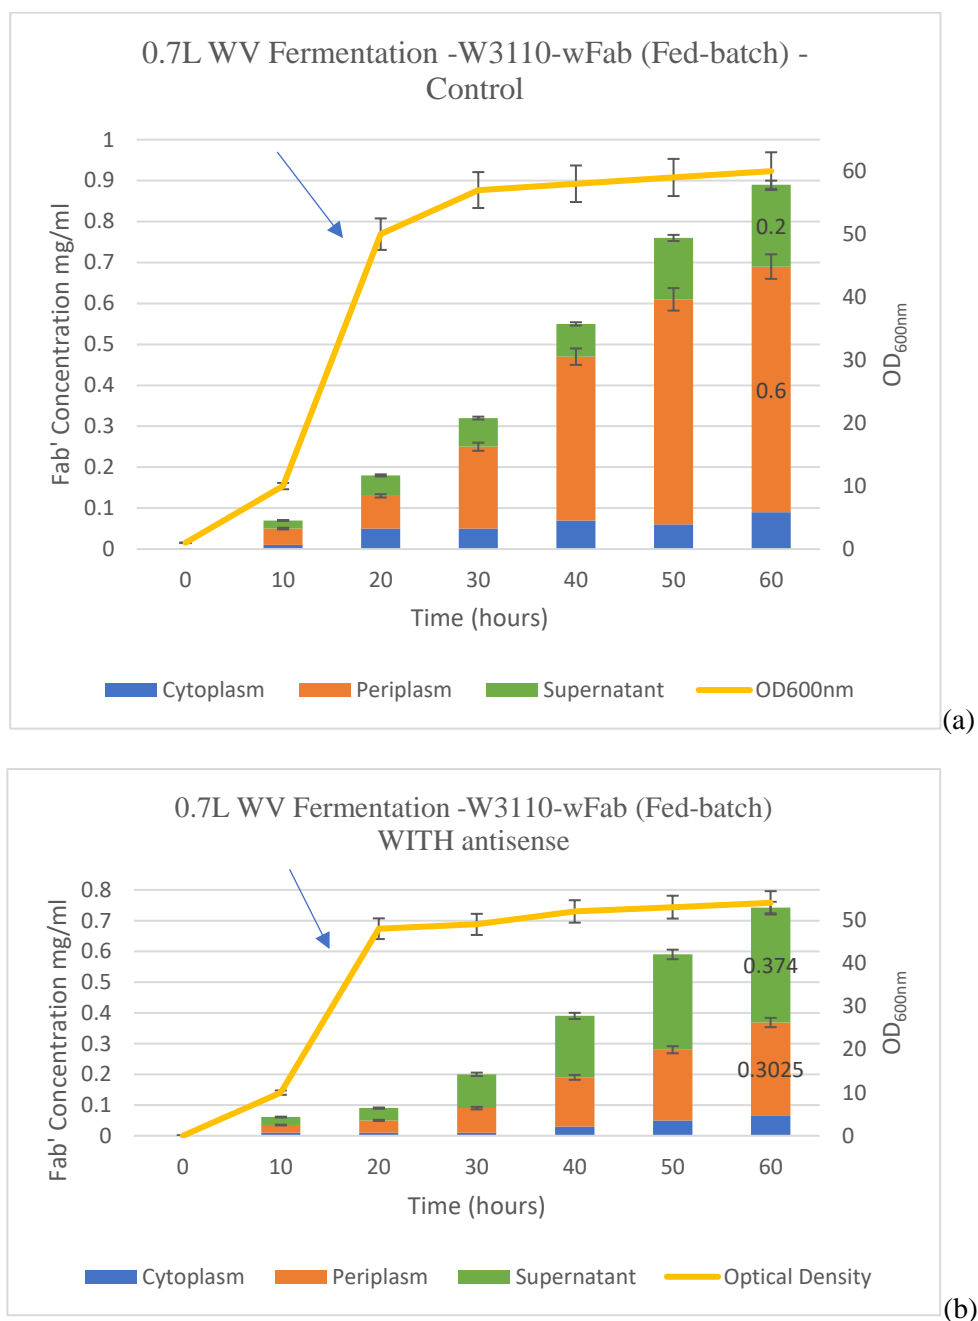 0.7L WV Fermentation -W3110-wFab (Fed-batch) -
Control
1
0.9
0.8
0.7
0.6
0.5
0.4
0.3
0.2
0.1
0
Fab' Concentration mg/ml
60
50
40
30
20
10
0
OD600nm
0.2
0.6
0 10 20 30 40 50 60
Time (hours)
Cytoplasm Periplasm Supernatant OD600nm
(a)
0.7L WV Fermentation -W3110-wFab (Fed-batch)
WITH antisense
0.8
0.7
0.6
0.5
0.4
0.3
0.2
0.1
0
Fab' Concentration mg/ml
50
40
30
20
10
0
OD600nm
0.374
0.3025
0 10 20 30 40 50 60
Time (hours)
Cytoplasm Periplasm Supernatant Optical Density
(b)